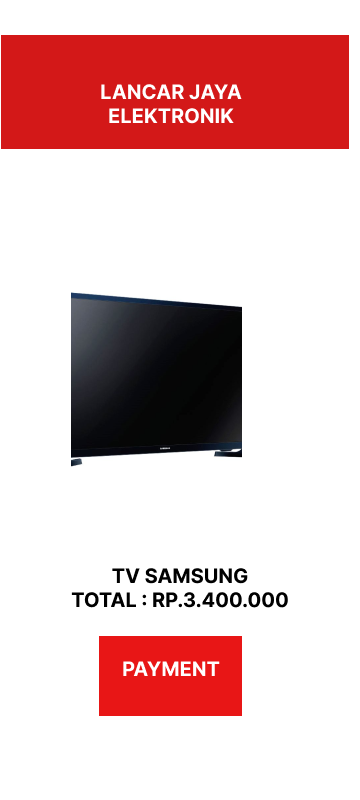 LANCAR JAYA
ELEKTRONIK
TV SAMSUNG
TOTAL : RP.3.400.000
PAYMENT